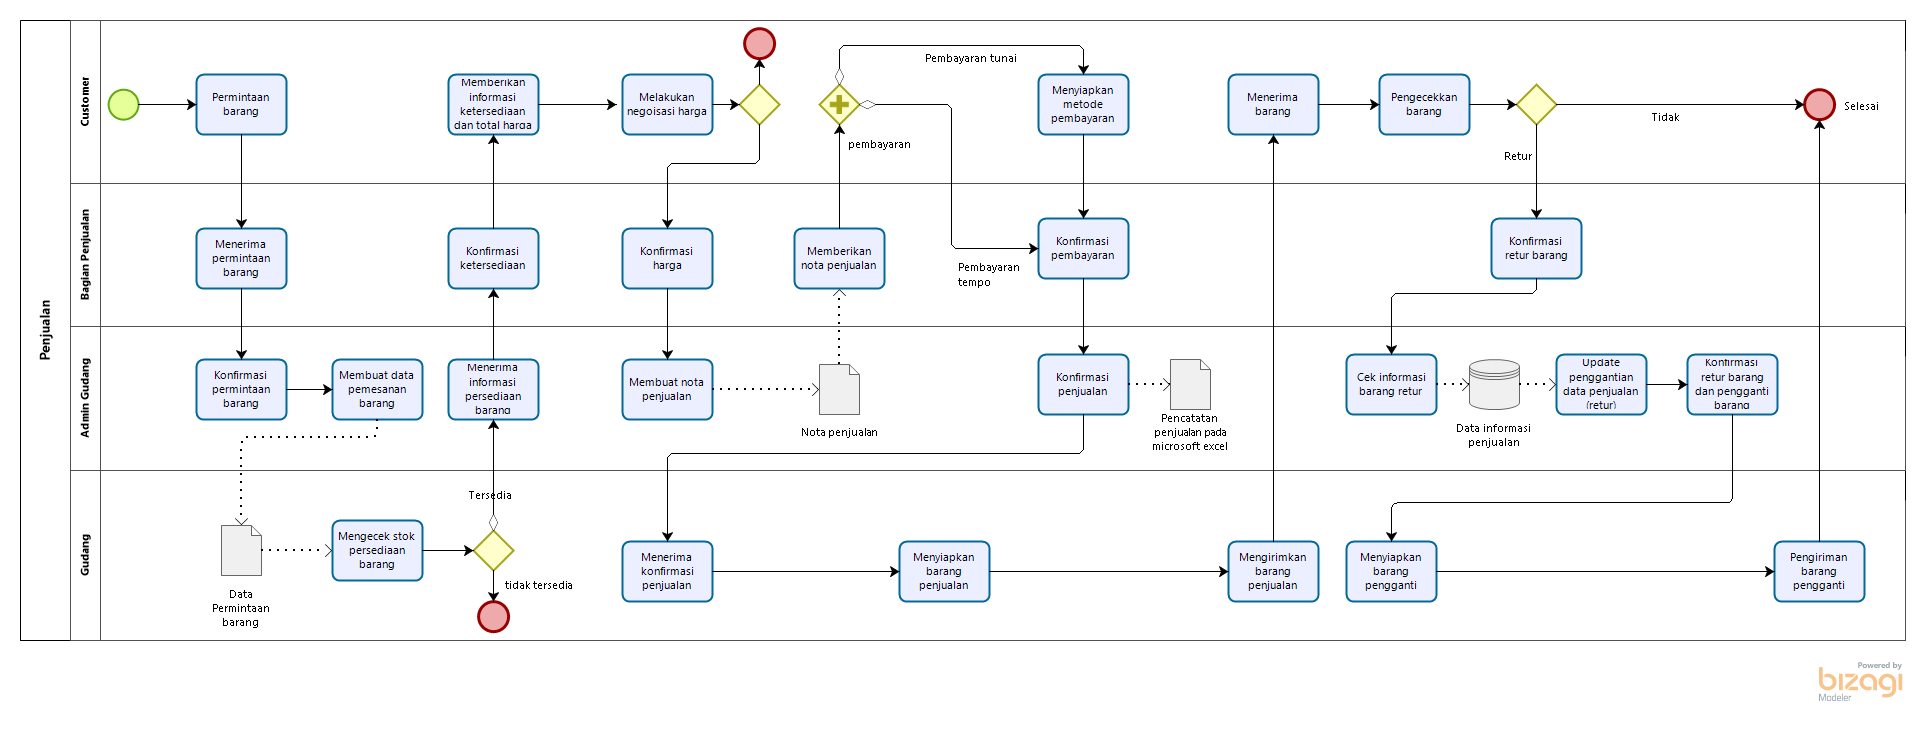 Penjualan
Customer
Permintaan
barang
Memberikan
informasi
ketersediaan
dan total harga
Melakukan
negoisasi harga
pembayaran
Pembayaran tunai
Menyiapkan
metode
pembayaran
Menerima
barang
Pengecekkan
barang
Retur
Tidak
Selesai
Bagian Penjualan
Menerima
permintaan
barang
Konfirmasi
ketersediaan
Konfirmasi
harga
Memberikan
nota penjualan
Pembayaran
tempo
Konfirmasi
pembayaran
Konfirmasi
retur barang
Admin Gudang
Konfirmasi
permintaan
barang
Membuat data
pemesanan
barang
Menerima
informasi
persediaan
barang
Membuat nota
penjualan
Nota penjualan
Konfirmasi
penjualan
Pencatatan
penjualan pada
microsoft excel
Cek informasi
barang retur
Data informasi
penjualan
Update
penggantian
data penjualan
(retur)
Konfirmasi
retur barang
dan pengganti
barang
Gudang
Data
Permintaan
barang
Mengecek stok
persediaan
barang
Tersedia
tidak tersedia
Menerima
konfirmasi
penjualan
Menyiapkan
barang
penjualan
Mengirimkan
barang
penjualan
Menyiapkan
barang
pengganti
Pengiriman
barang
pengganti
Powered by
bizagi
Modeler